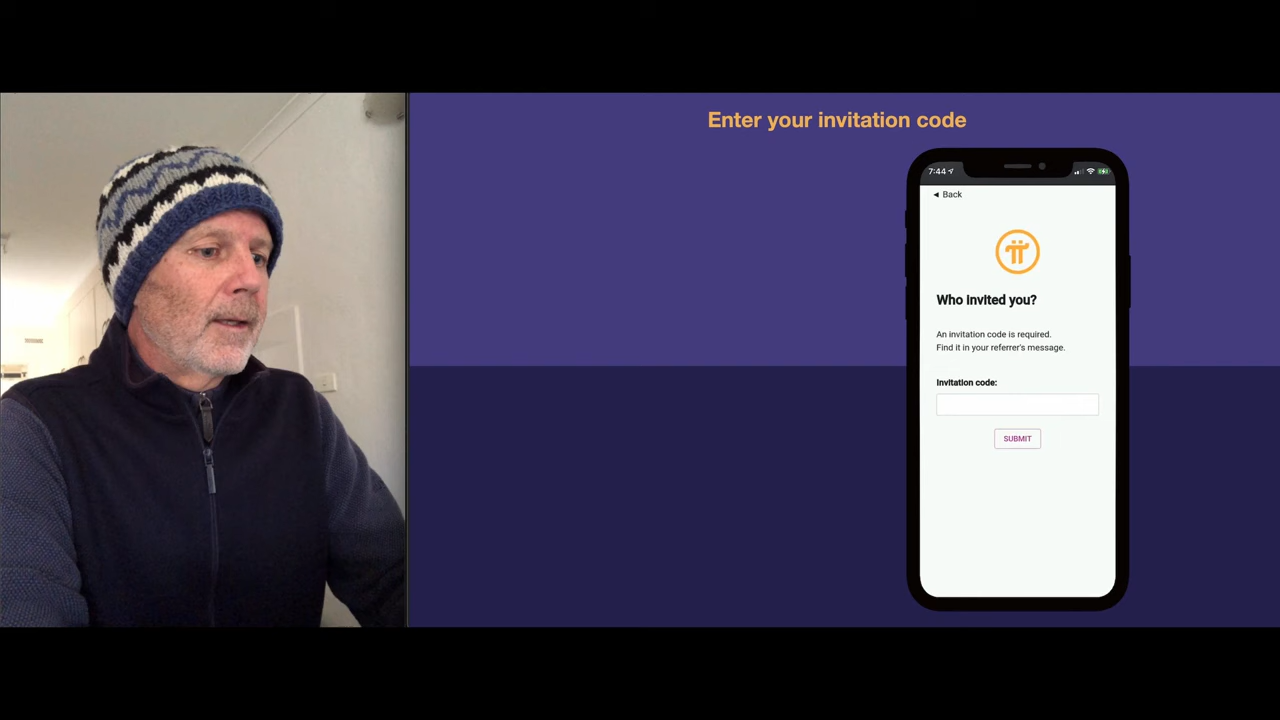 Enter your invitation code
7:44
◄ Back
Who invited you?
An invitation code is required.
Find it in your referrer's message.
Invitation code:
SUBMIT